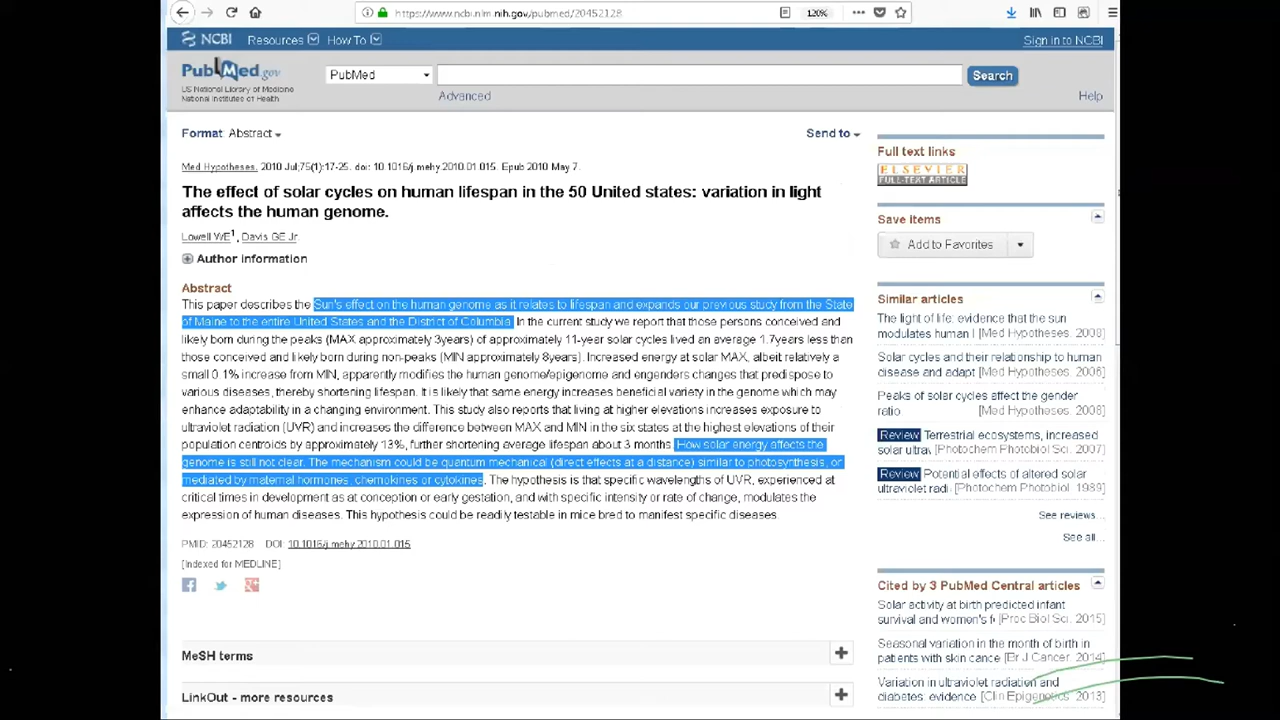 https://www.ncbi.nlm.nih.gov/pubmed/20452128
120%
NCBI Resources How To Sign in to NCBI
PubMed.gov
US National Library of Medicine
National Institutes of Health
PubMed
Search
Advanced
Help
Format Abstract
Send to
Med Hypotheses. 2010 Jul;75(1):17-25. doi: 10.1016/j.mehy.2010.01.015. Epub 2010 May 7.
The effect of solar cycles on human lifespan in the 50 United states: variation in light
affects the human genome.
Lowell WE1, Davis GE Jr
Author information
Abstract
This paper describes the Sun's effect on the human genome as it relates to lifespan and expands our previous study from the State
of Maine to the entire United States and the District of Columbia. In the current study we report that those persons conceived and
likely born during the peaks (MAX approximately 3years) of approximately 11-year solar cycles lived an average 1.7years less than
those conceived and likely born during non-peaks (MIN approximately 8years). Increased energy at solar MAX, albeit relatively a
small 0.1% increase from MIN, apparently modifies the human genome/epigenome and engenders changes that predispose to
various diseases, thereby shortening lifespan. It is likely that same energy increases beneficial variety in the genome which may
enhance adaptability in a changing environment. This study also reports that living at higher elevations increases exposure to
ultraviolet radiation (UVR) and increases the difference between MAX and MIN in the six states at the highest elevations of their
population centroids by approximately 13%, further shortening average lifespan about 3 months. How solar energy affects the
genome is still not clear. The mechanism could be quantum mechanical (direct effects at a distance) similar to photosynthesis, or
mediated by maternal hormones, chemokines or cytokines. The hypothesis is that specific wavelengths of UVR, experienced at
critical times in development as at conception or early gestation, and with specific intensity or rate of change, modulates the
expression of human diseases. This hypothesis could be readily testable in mice bred to manifest specific diseases.
PMID: 20452128 DOI: 10.1016/j.mehy.2010.01.015
[Indexed for MEDLINE]
MeSH terms
LinkOut - more resources
Full text links
ELSEVIER
FULL-TEXT ARTICLE
Save items
Add to Favorites
Similar articles
The light of life: evidence that the sun
modulates human l [Med Hypotheses. 2008]
Solar cycles and their relationship to human
disease and adapt [Med Hypotheses. 2006]
Peaks of solar cycles affect the gender
ratio [Med Hypotheses. 2008]
Review Terrestrial ecosystems, increased
solar ultra [Photochem Photobiol Sci. 2007]
Review Potential effects of altered solar
ultraviolet radi [Photochem Photobiol. 1989]
See reviews...
See all...
Cited by 3 PubMed Central articles
Solar activity at birth predicted infant
survival and women's f [Proc Biol Sci. 2015]
Seasonal variation in the month of birth in
patients with skin cance [Br J Cancer. 2014]
Variation in ultraviolet radiation and
diabetes: evidence [Clin Epigenetics. 2013]